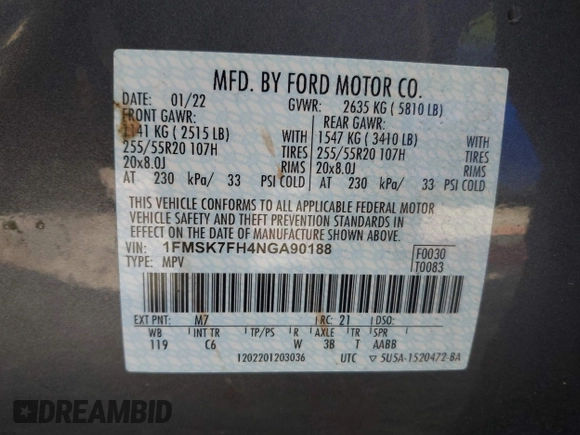 MFD. BY FORD MOTOR CO.
DATE: 01/22 GVWR: 2635 KG ( 5810 LB)
FRONT GAWR: REAR GAWR:
1141 KG ( 2515 LB) WITH 1547 KG ( 3410 LB) WITH
255/55R20 107H TIRES 255/55R20 107H TIRES
20x8.0J RIMS 20x8.0J RIMS
AT 230 kPa/ 33 PSI COLD AT 230 kPa/ 33 PSI COLD
THIS VEHICLE CONFORMS TO ALL APPLICABLE FEDERAL MOTOR
VEHICLE SAFETY AND THEFT PREVENTION STANDARDS IN
EFFECT ON THE DATE OF MANUFACTURE SHOWN ABOVE.
VIN: 1FMSK7FH4NGA90188 F0030
TYPE: MPV T0083
EXT PNT: M7 RC: 21 DSO:
WB INT TR TP/PS R AXLE TR SPR
119 C6 W 3B T AABB
1202201203036 UTC 5U5A-1520472-BA
©DREAMBID dreambid.com